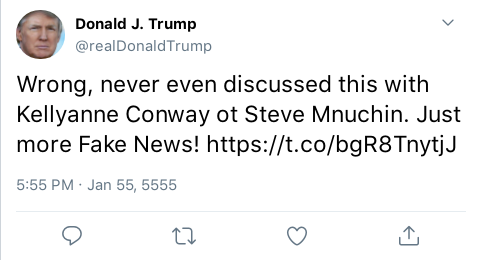 Donald J. Trump
@realDonaldTrump
Wrong, never even discussed this with
Kellyanne Conway ot Steve Mnuchin. Just
more Fake News! https://t.co/bgR8TnytjJ
5:55 PM · Jan 55, 5555